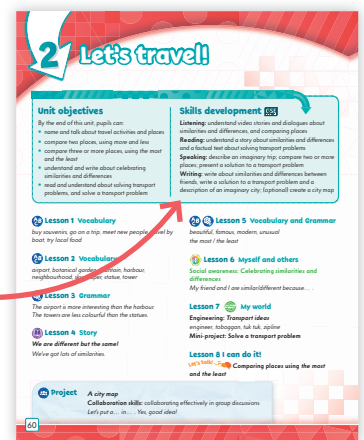 2 Let's travel!
Unit objectives
By the end of this unit, pupils can:
• name and talk about travel activities and places
• compare two places, using more and less
• compare three or more places, using the most
and the least
• understand and write about celebrating
similarities and differences
• read and understand about solving transport
problems, and solve a transport problem
Skills development
Listening: understand video stories and dialogues about
similarities and differences, and comparing places
Reading: understand a story about similarities and differences
and a factual text about solving transport problems
Speaking: describe an imaginary trip; compare two or more
places; present a solution to a transport problem
Writing: write about similarities and differences between
friends, write a solution to a transport problem and a
description of an imaginary city; (optional) create a city map
Lesson 1 Vocabulary
buy souvenirs, go on a trip, meet new people, travel by
boat, try local food
Lesson 2 Vocabulary
airport, botanical gardens, fountain, harbour,
neighbourhood, skyscraper, statue, tower
Lesson 3 Grammar
The airport is more interesting than the harbour.
The towers are less colourful than the statues.
Lesson 4 Story
We are different but the same!
We've got lots of similarities.
Lesson 5 Vocabulary and Grammar
beautiful, famous, modern, unusual
the most / the least
Lesson 6 Myself and others
Social awareness: Celebrating similarities and
differences
My friend and I are similar/different because... .
Lesson 7 My world
Engineering: Transport ideas
engineer, toboggan, tuk tuk, zipline
Mini-project: Solve a transport problem
Lesson 8 I can do it!
Let's talk! Comparing places using the most
and the least
Project A city map
Collaboration skills: collaborating effectively in group discussions
Let's put a... in... . Yes, good idea!
60